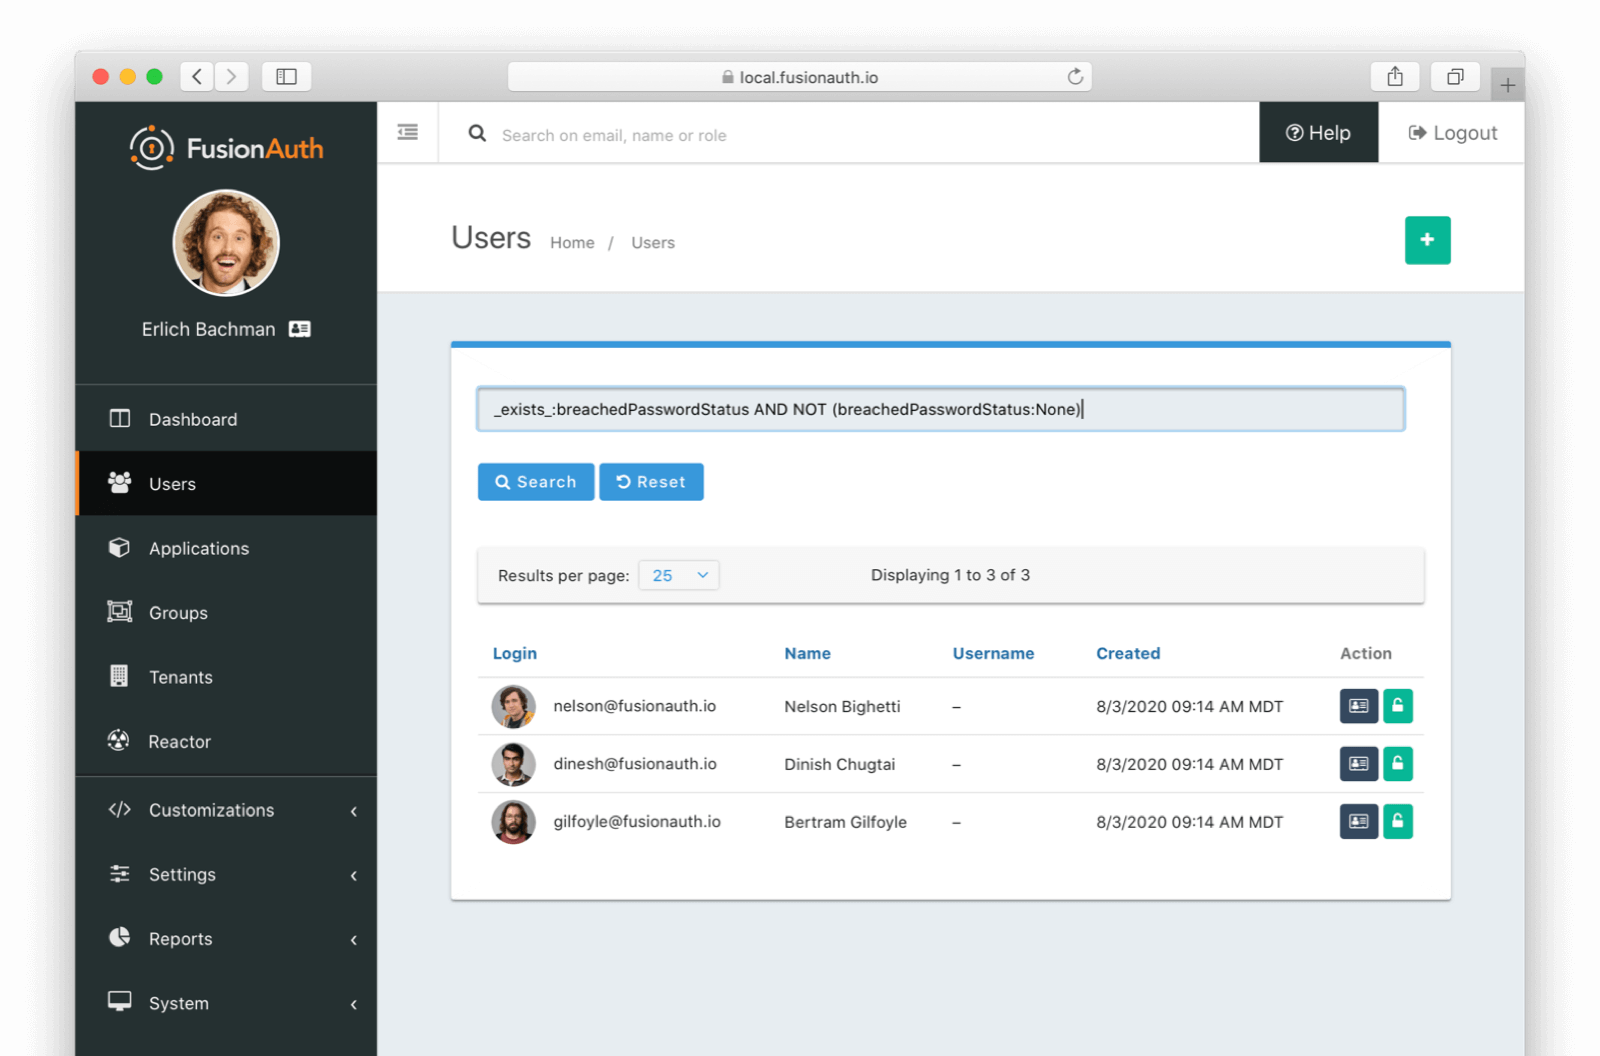 local.fusionauth.io
FusionAuth
Search on email, name or role
Help
Logout
Users
Home / Users
+
Erlich Bachman
Dashboard
Users
Applications
Groups
Tenants
Reactor
Customizations
Settings
Reports
System
_exists_:breachedPasswordStatus AND NOT (breachedPasswordStatus:None)
Search
Reset
Results per page: 25
Displaying 1 to 3 of 3
Login Name Username Created Action
nelson@fusionauth.io Nelson Bighetti – 8/3/2020 09:14 AM MDT
dinesh@fusionauth.io Dinish Chugtai – 8/3/2020 09:14 AM MDT
gilfoyle@fusionauth.io Bertram Gilfoyle – 8/3/2020 09:14 AM MDT